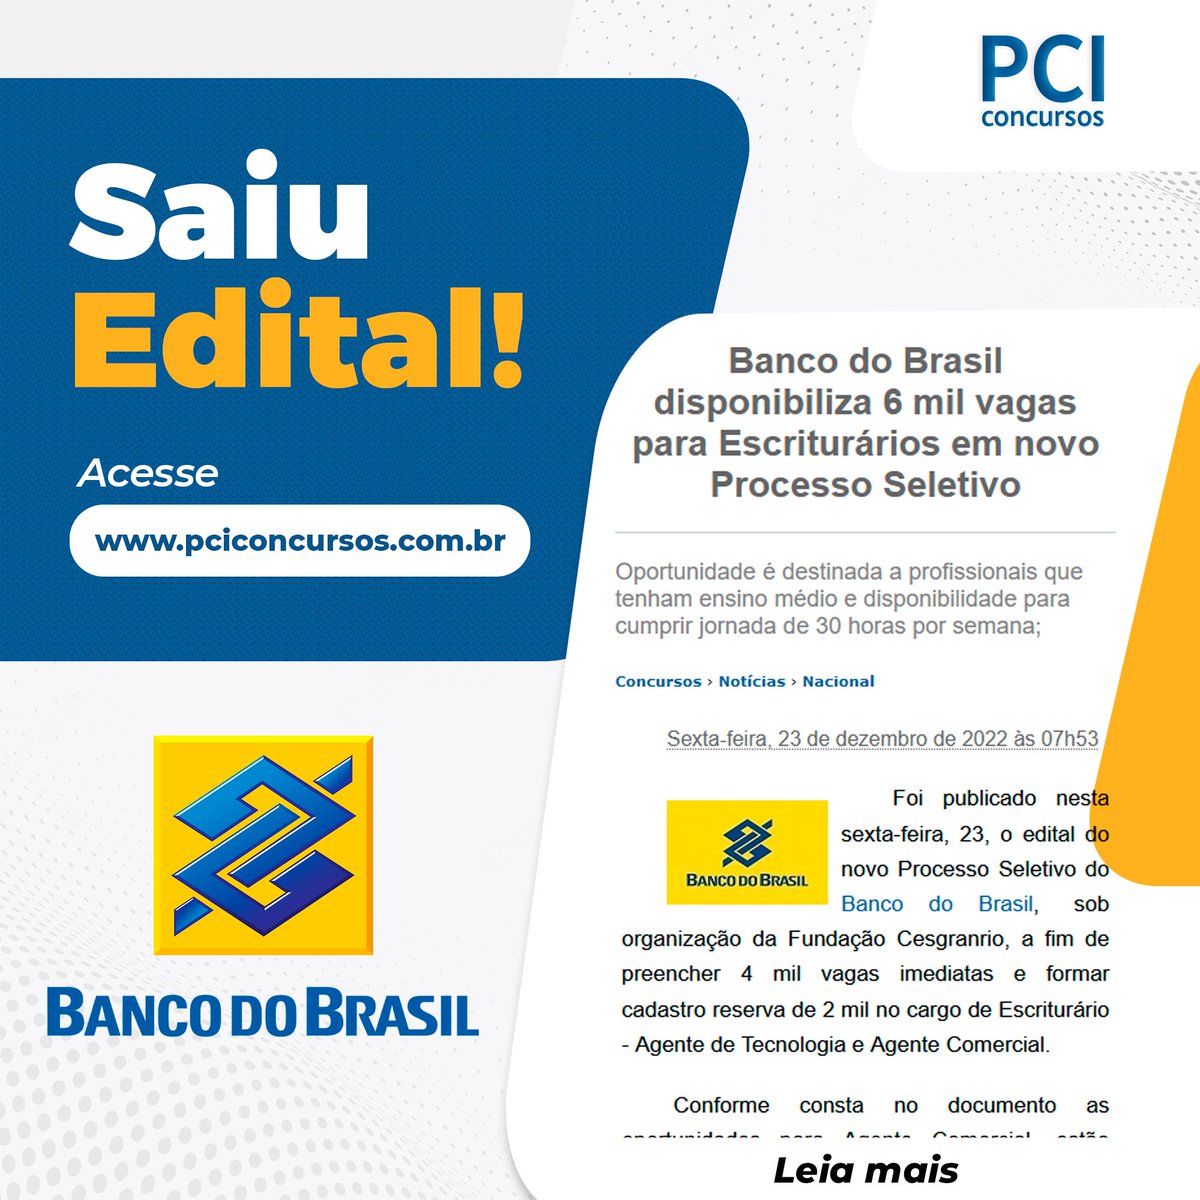 PCI
concursos
Saiu
Edital!
Acesse
www.pciconcursos.com.br
BANCO DO BRASIL
Banco do Brasil
disponibiliza 6 mil vagas
para Escriturários em novo
Processo Seletivo
Oportunidade é destinada a profissionais que
tenham ensino médio e disponibilidade para
cumprir jornada de 30 horas por semana;
Concursos › Notícias › Nacional
Sexta-feira, 23 de dezembro de 2022 às 07h53
BANCO DO BRASIL
Foi publicado nesta
sexta-feira, 23, o edital do
novo Processo Seletivo do
Banco do Brasil, sob
organização da Fundação Cesgranrio, a fim de
preencher 4 mil vagas imediatas e formar
cadastro reserva de 2 mil no cargo de Escriturário
- Agente de Tecnologia e Agente Comercial.
Conforme consta no documento as
oportunidades para Agente Comercial, estão
Leia mais